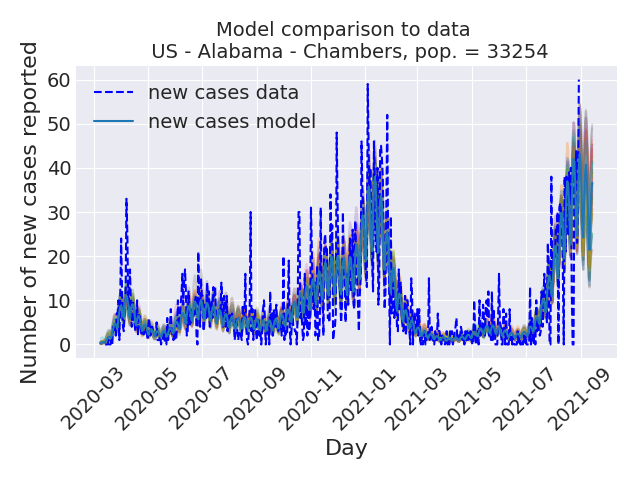 Model comparison to data
US - Alabama - Chambers, pop. = 33254
Number of new cases reported
60
50
40
30
20
10
0
new cases data
new cases model
2020-03
2020-05
2020-07
2020-09
2020-11
2021-01
2021-03
2021-05
2021-07
2021-09
Day